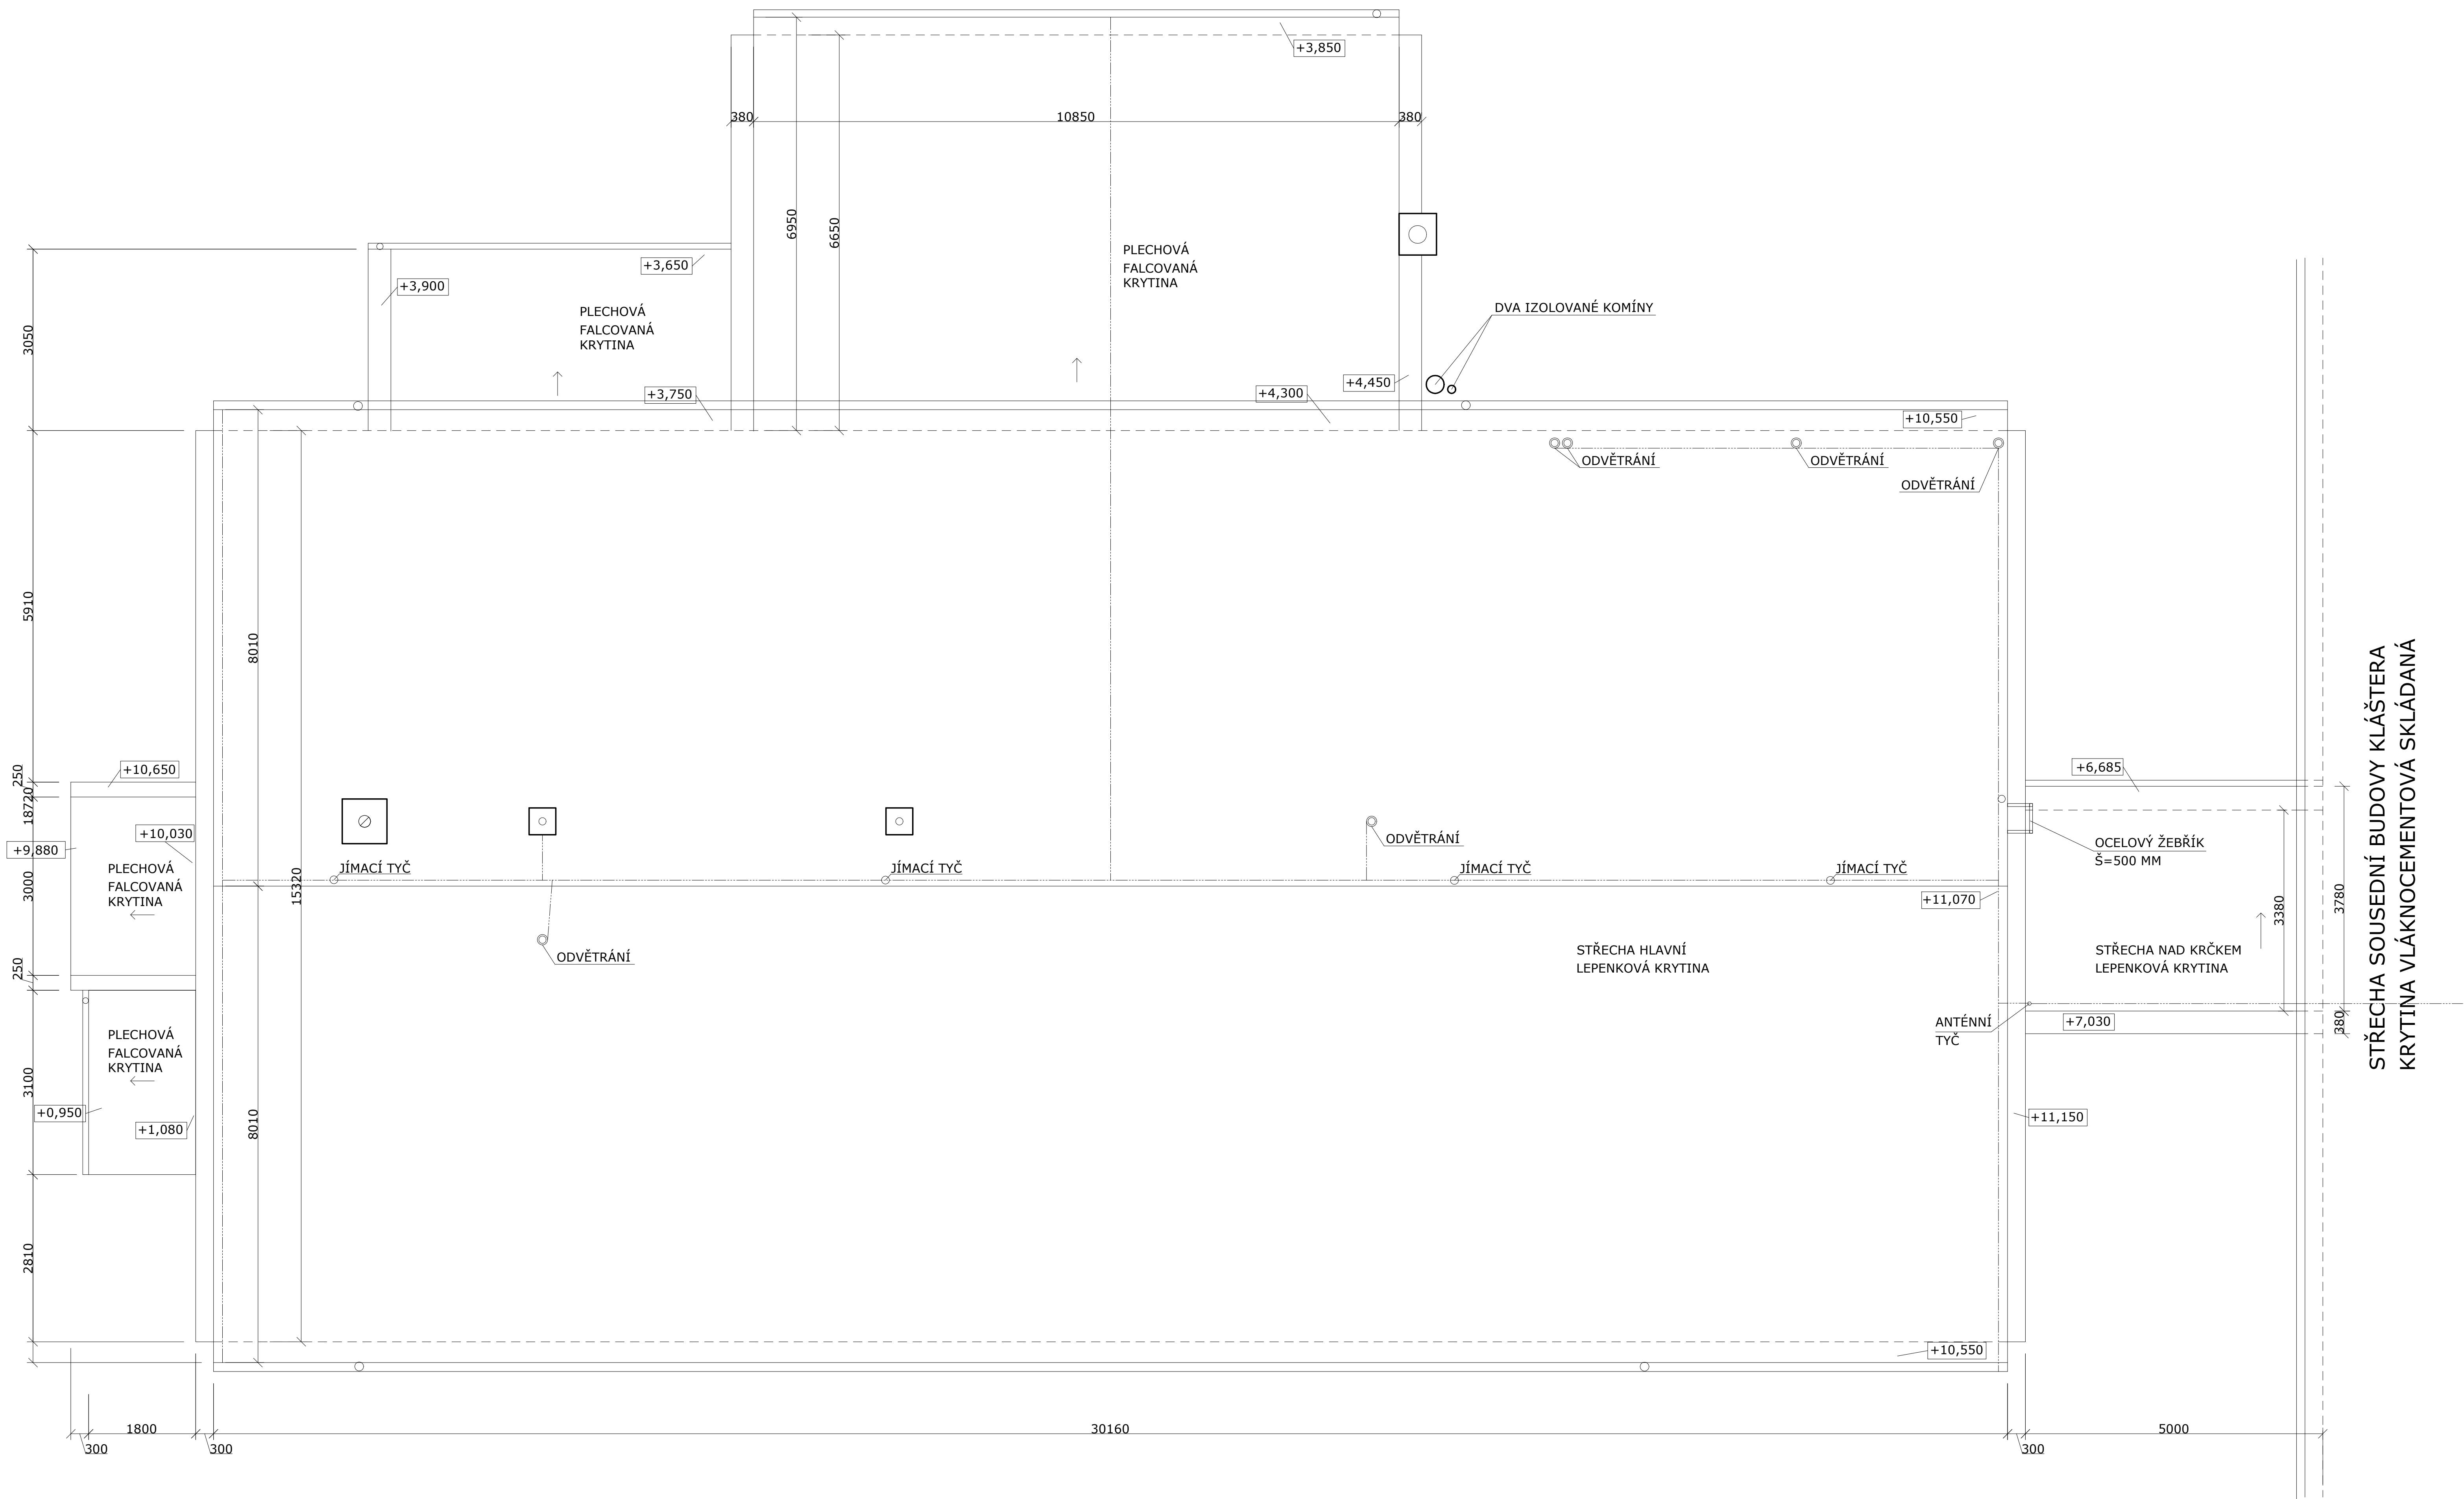 +3,850
380
10850
380
6950
6650
PLECHOVÁ
FALCOVANÁ
KRYTINA
+3,650
+3,900
PLECHOVÁ
FALCOVANÁ
KRYTINA
DVA IZOLOVANÉ KOMÍNY
3050
+3,750
+4,300
+4,450
+10,550
ODVĚTRÁNÍ
ODVĚTRÁNÍ
ODVĚTRÁNÍ
5910
8010
250
18720
3000
250
+10,650
+10,030
+9,880
PLECHOVÁ
FALCOVANÁ
KRYTINA
15320
JÍMACÍ TYČ
JÍMACÍ TYČ
ODVĚTRÁNÍ
JÍMACÍ TYČ
JÍMACÍ TYČ
+11,070
ODVĚTRÁNÍ
STŘECHA HLAVNÍ
LEPENKOVÁ KRYTINA
+6,685
OCELOVÝ ŽEBŘÍK
Š=500 MM
3380
3780
380
STŘECHA NAD KRČKEM
LEPENKOVÁ KRYTINA
ANTÉNNÍ
TYČ
+7,030
+11,150
STŘECHA SOUSEDNÍ BUDOVY KLÁŠTERA
KRYTINA VLÁKNOCEMENTOVÁ SKLÁDANÁ
PLECHOVÁ
FALCOVANÁ
KRYTINA
3100
+0,950
+1,080
8010
2810
+10,550
1800
300
300
30160
300
5000